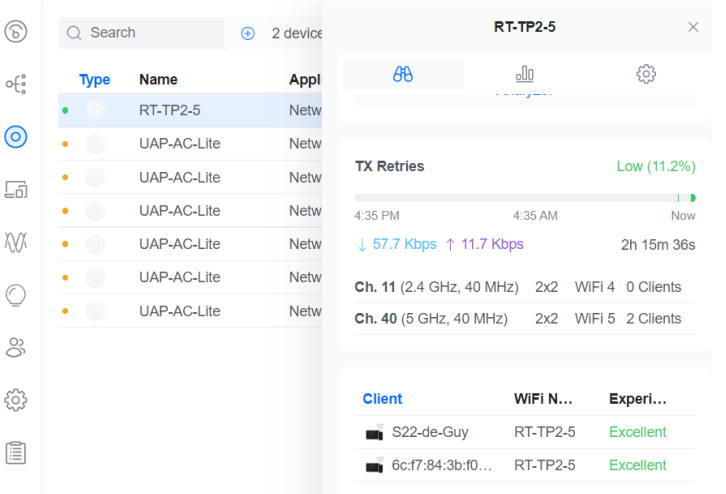 Search
2 device
Type Name Appli
RT-TP2-5 Netw
UAP-AC-Lite Netw
UAP-AC-Lite Netw
UAP-AC-Lite Netw
UAP-AC-Lite Netw
UAP-AC-Lite Netw
UAP-AC-Lite Netw
RT-TP2-5
TX Retries Low (11.2%)
4:35 PM 4:35 AM Now
↓ 57.7 Kbps ↑ 11.7 Kbps 2h 15m 36s
Ch. 11 (2.4 GHz, 40 MHz) 2x2 WiFi 4 0 Clients
Ch. 40 (5 GHz, 40 MHz) 2x2 WiFi 5 2 Clients
Client WiFi N... Experi...
S22-de-Guy RT-TP2-5 Excellent
6c:f7:84:3b:f0... RT-TP2-5 Excellent